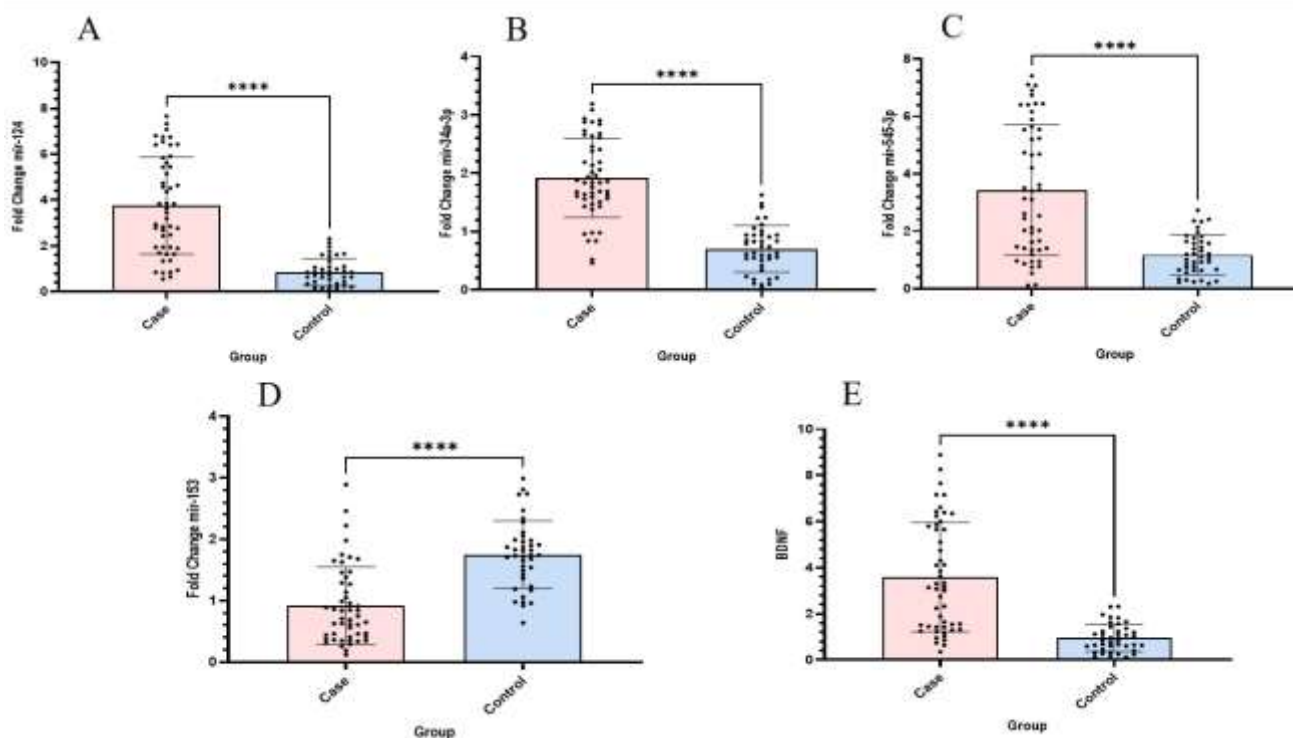 A
10
8
6
4
2
0
Fold Change mir-124
****
Case
Control
Group
B
4
3
2
1
0
Fold Change mir-34a-3p
****
Case
Control
Group
C
8
6
4
2
0
Fold Change mir-545-3p
****
Case
Control
Group
D
4
3
2
1
0
Fold Change mir-153
****
Case
Control
Group
E
10
8
6
4
2
0
BDNF
****
Case
Control
Group